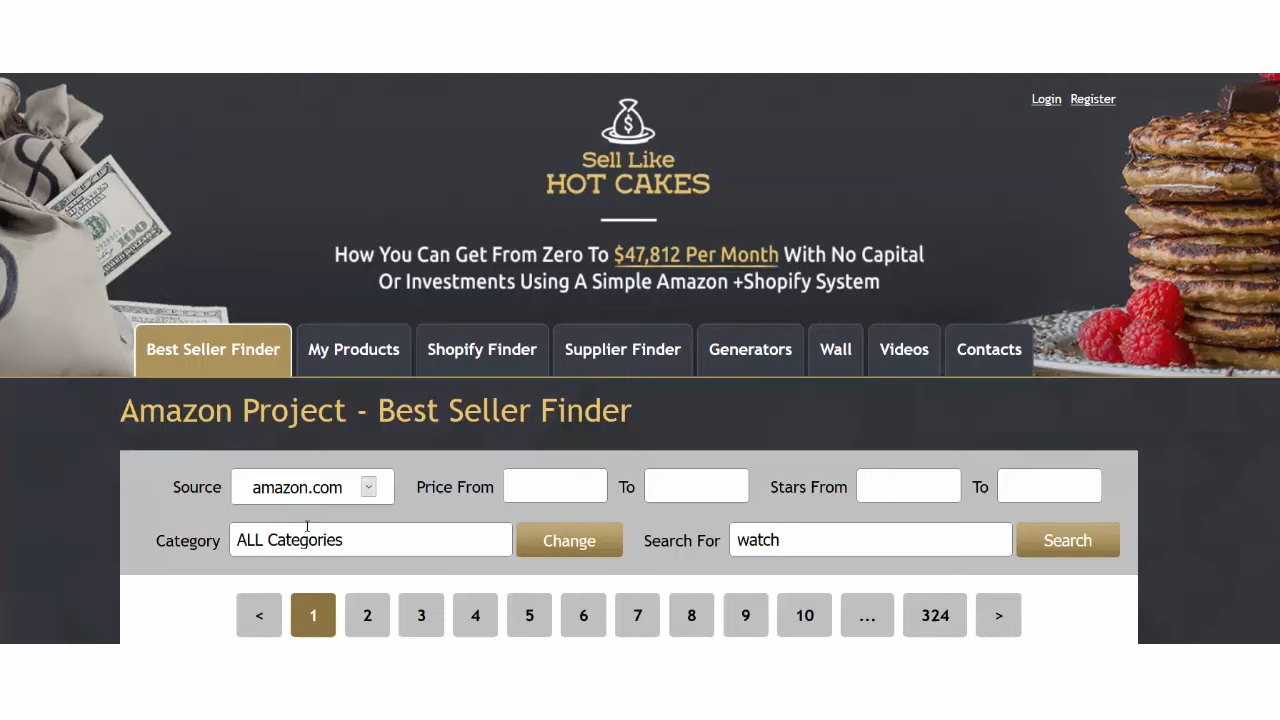 Login Register
$
Sell Like
HOT CAKES
How You Can Get From Zero To $47,812 Per Month With No Capital
Or Investments Using A Simple Amazon +Shopify System
Best Seller Finder My Products Shopify Finder Supplier Finder Generators Wall Videos Contacts
Amazon Project - Best Seller Finder
Source amazon.com Price From To Stars From To
Category ALL Categories Change Search For watch Search
< 1 2 3 4 5 6 7 8 9 10 ... 324 >